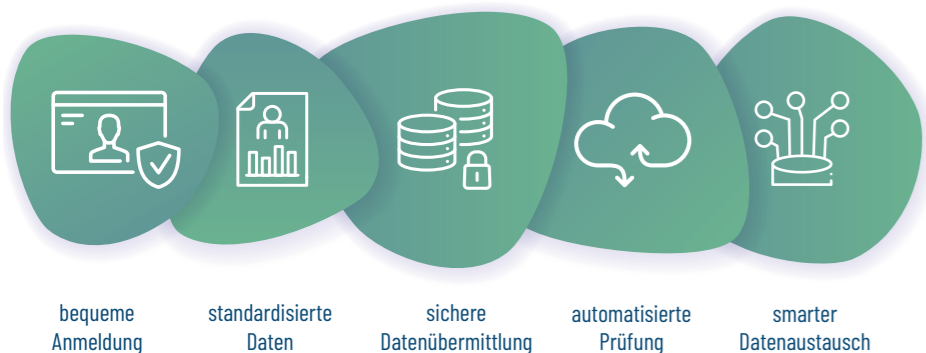 bequeme
Anmeldung
standardisierte
Daten
sichere
Datenübermittlung
automatisierte
Prüfung
smarter
Datenaustausch